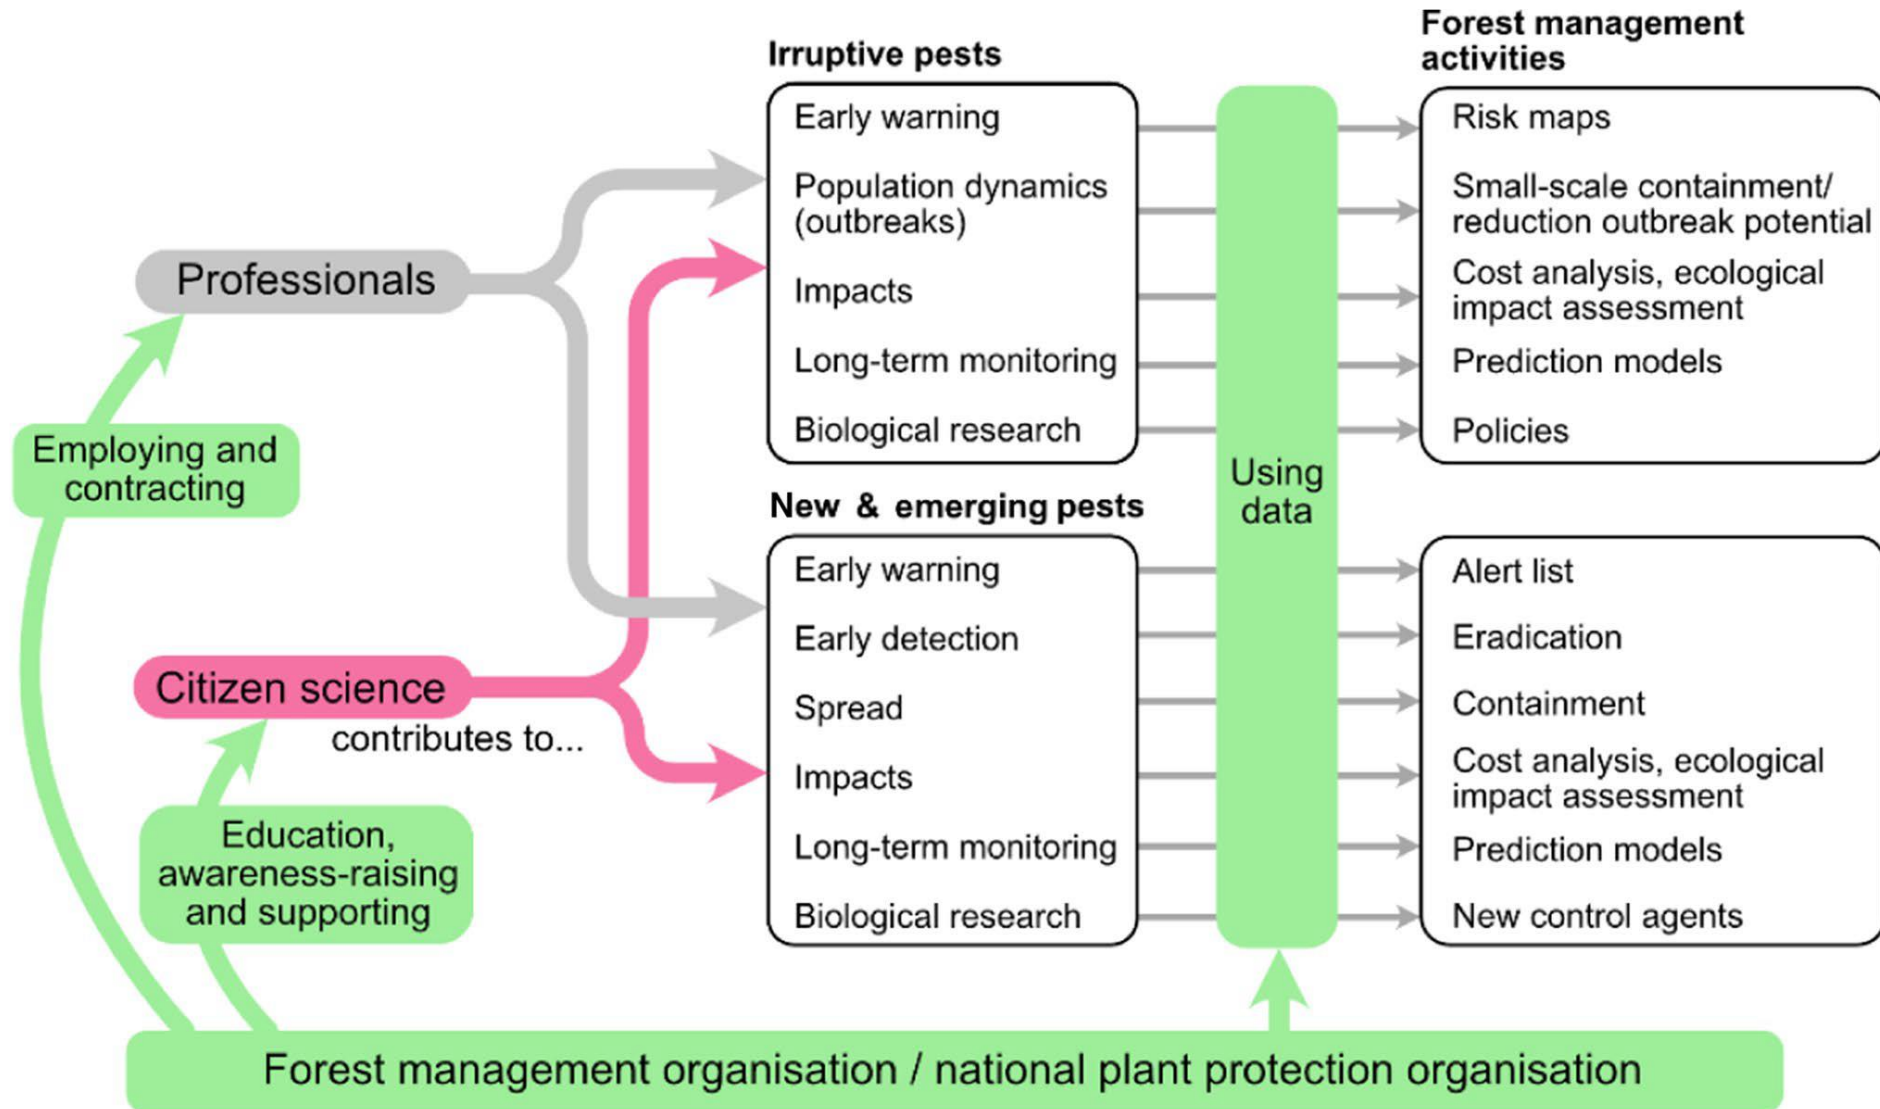 Irruptive pests
Early warning
Population dynamics
(outbreaks)
Impacts
Long-term monitoring
Biological research
Forest management
activities
Risk maps
Small-scale containment/
reduction outbreak potential
Cost analysis, ecological
impact assessment
Prediction models
Policies
Professionals
Employing and
contracting
Using
data
New & emerging pests
Early warning
Early detection
Spread
Impacts
Long-term monitoring
Biological research
Alert list
Eradication
Containment
Cost analysis, ecological
impact assessment
Prediction models
New control agents
Citizen science
contributes to...
Education,
awareness-raising
and supporting
Forest management organisation / national plant protection organisation